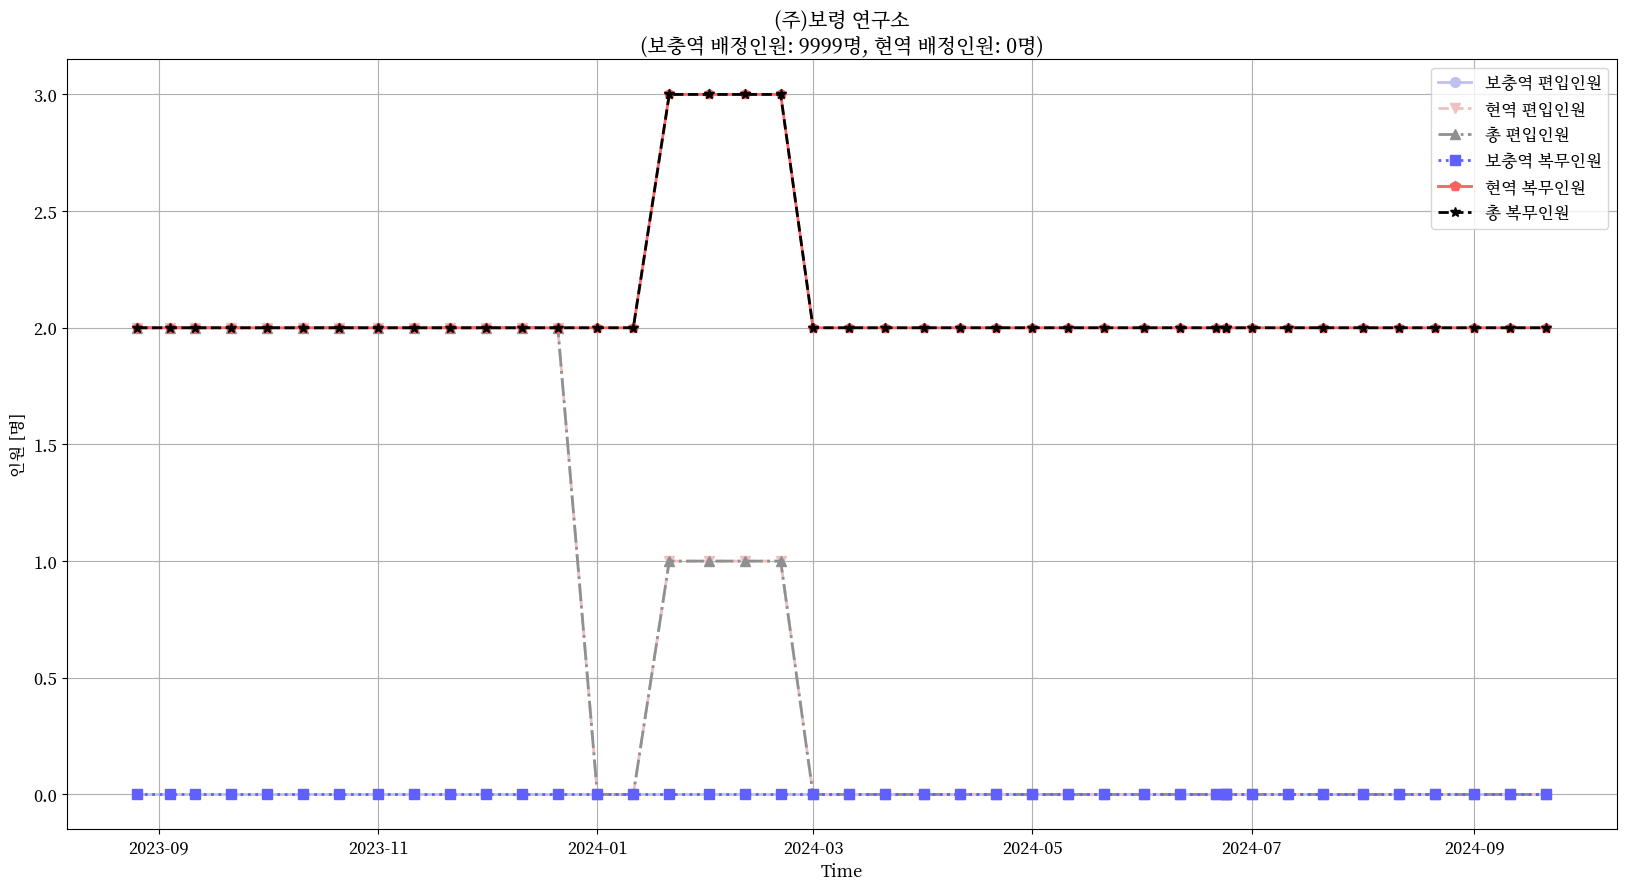 (주)보령 연구소
(보충역 배정인원: 9999명, 현역 배정인원: 0명)
보충역 편입인원
현역 편입인원
총 편입인원
보충역 복무인원
현역 복무인원
총 복무인원
3.0
2.5
2.0
1.5
1.0
0.5
0.0
인원 [명]
2023-09
2023-11
2024-01
2024-03
2024-05
2024-07
2024-09
Time